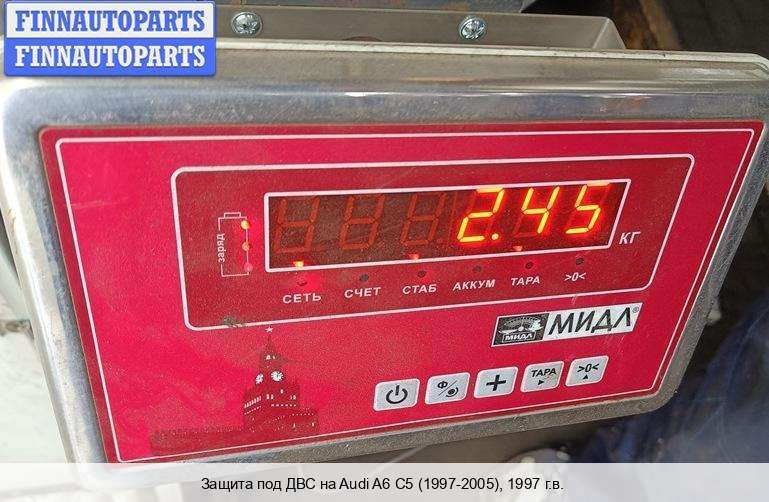 FINNAUTOPARTS
FINNAUTOPARTS
заряд
2.45
КГ
СЕТЬ СЧЕТ СТАБ АККУМ ТАРА >0<
МИДЛ МИДЛ®
Ф/ + ТАРА >0<
Защита под ДВС на Audi A6 C5 (1997-2005), 1997 г.в.